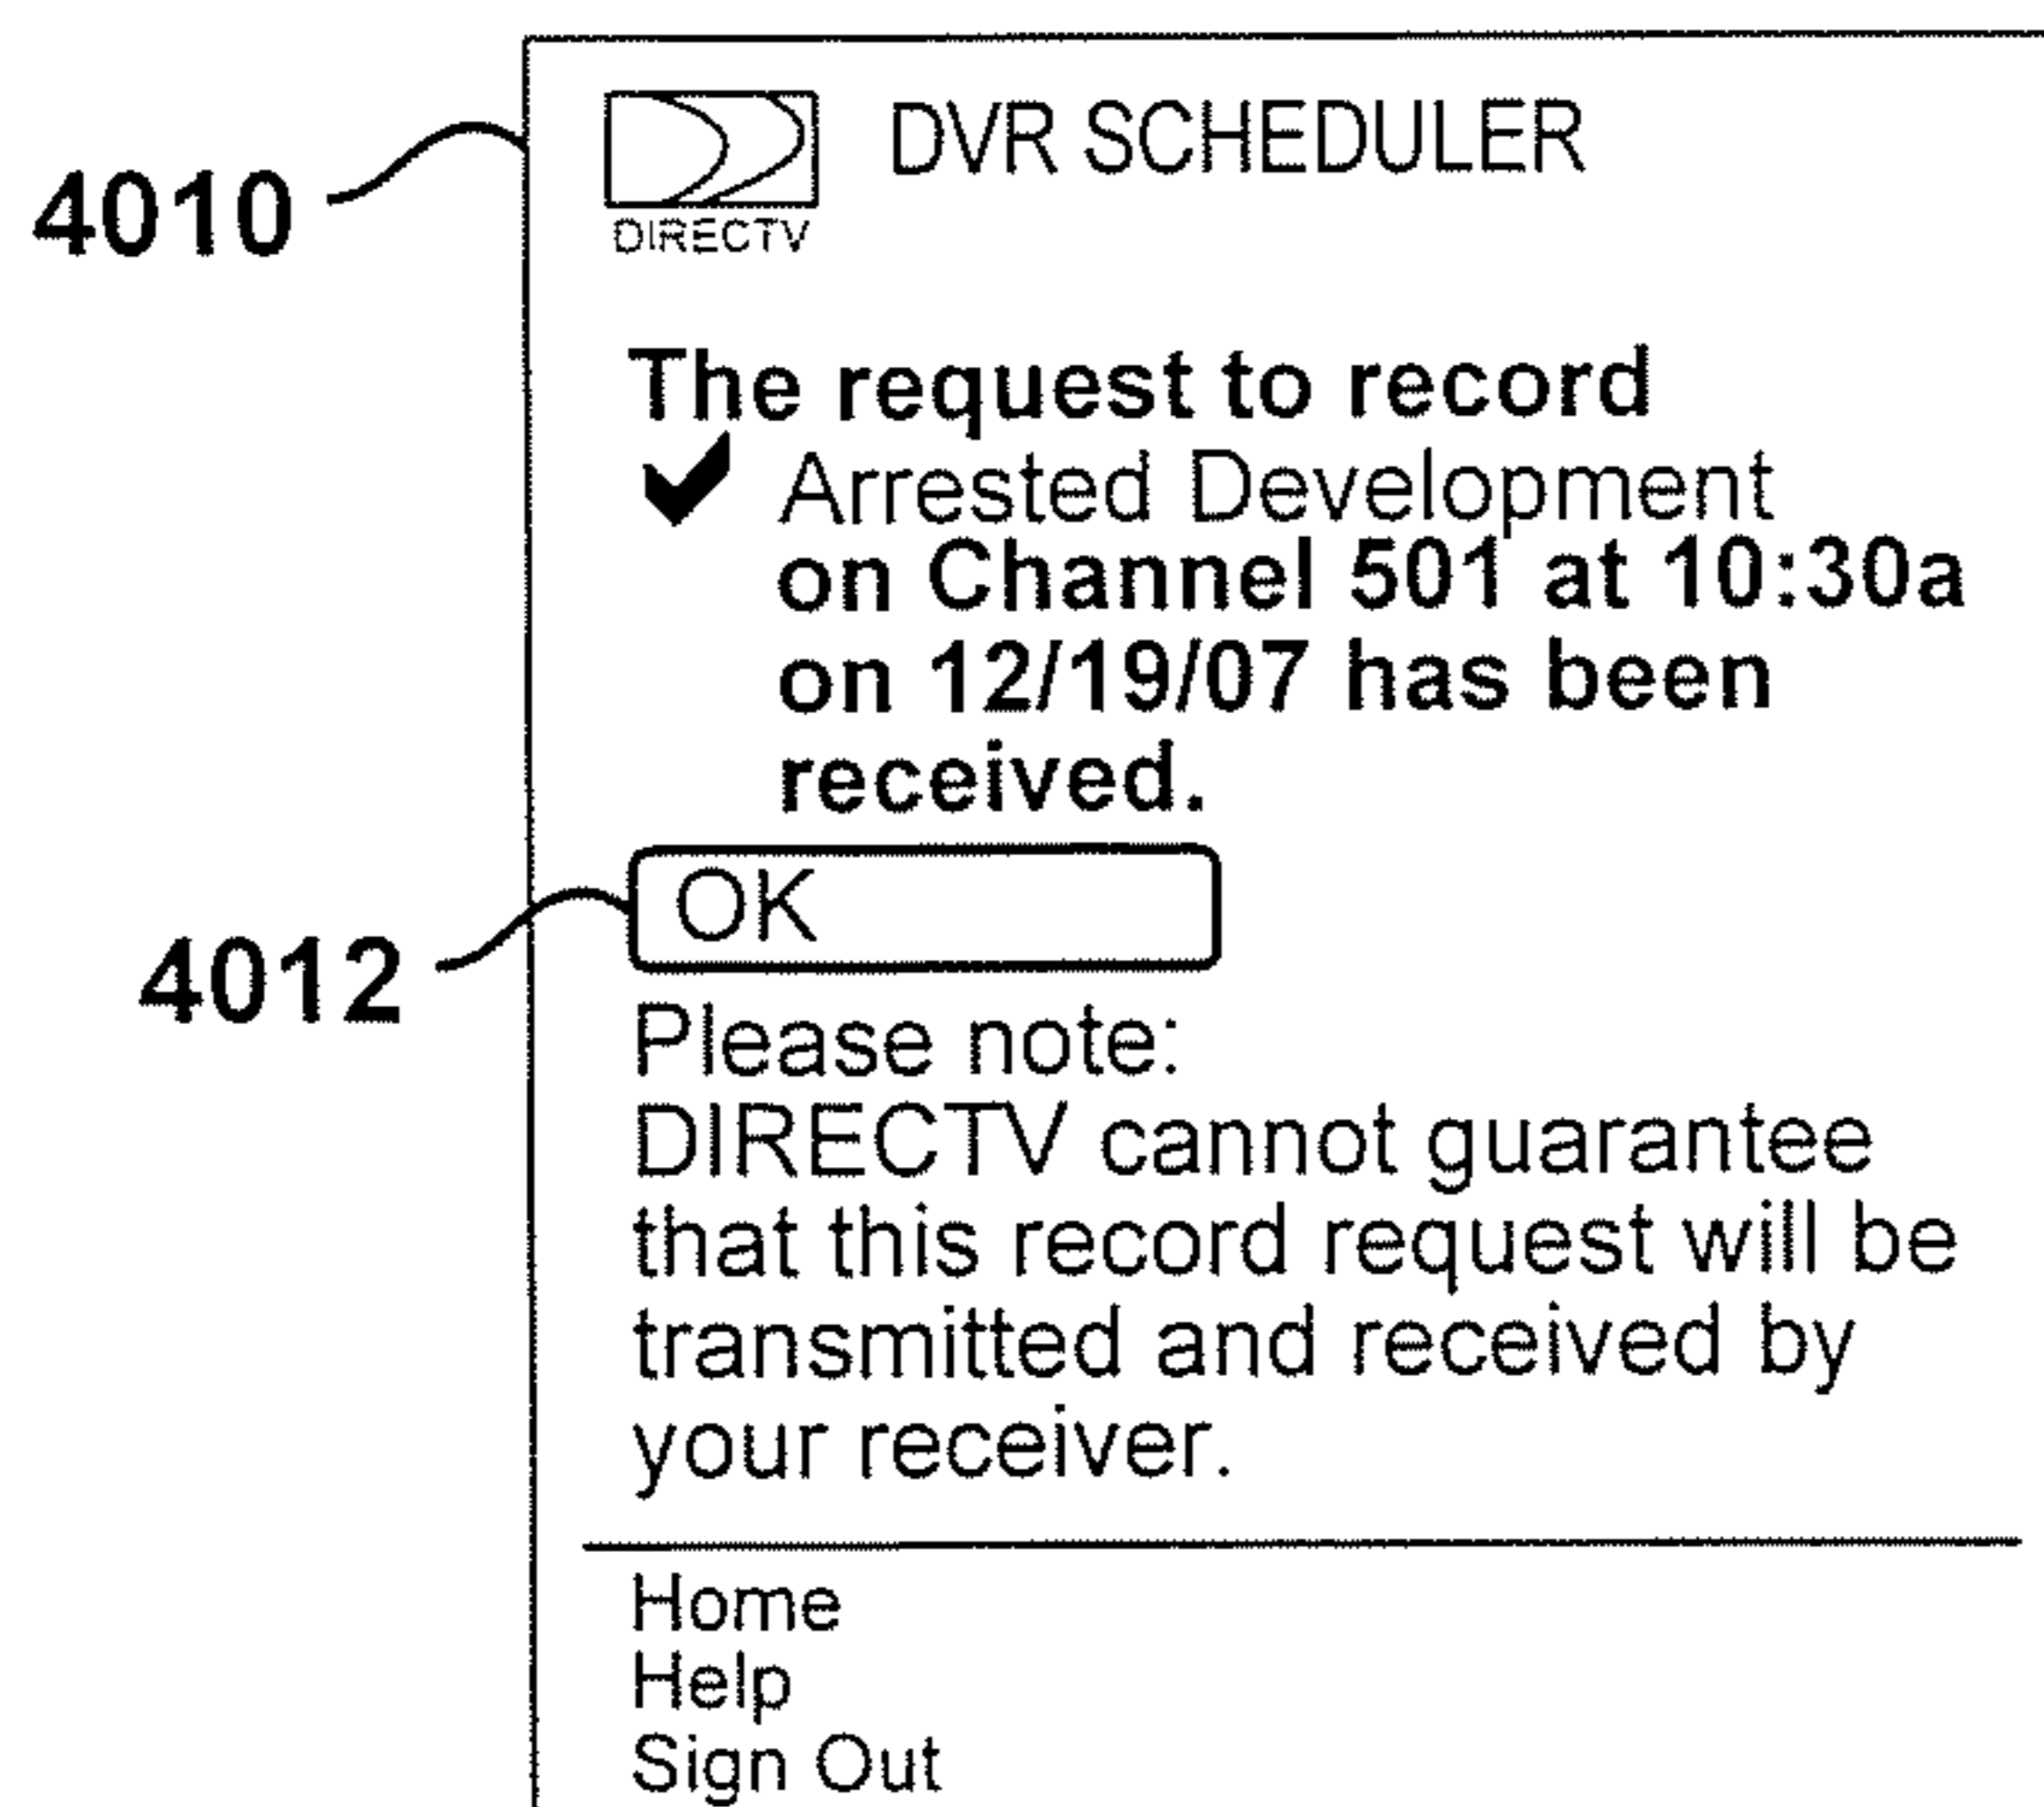 4010
DVR SCHEDULER
DIRECTV
The request to record
Arrested Development
on Channel 501 at 10:30a
on 12/19/07 has been
received.
4012
OK
Please note:
DIRECTV cannot guarantee
that this record request will be
transmitted and received by
your receiver.
Home
Help
Sign Out